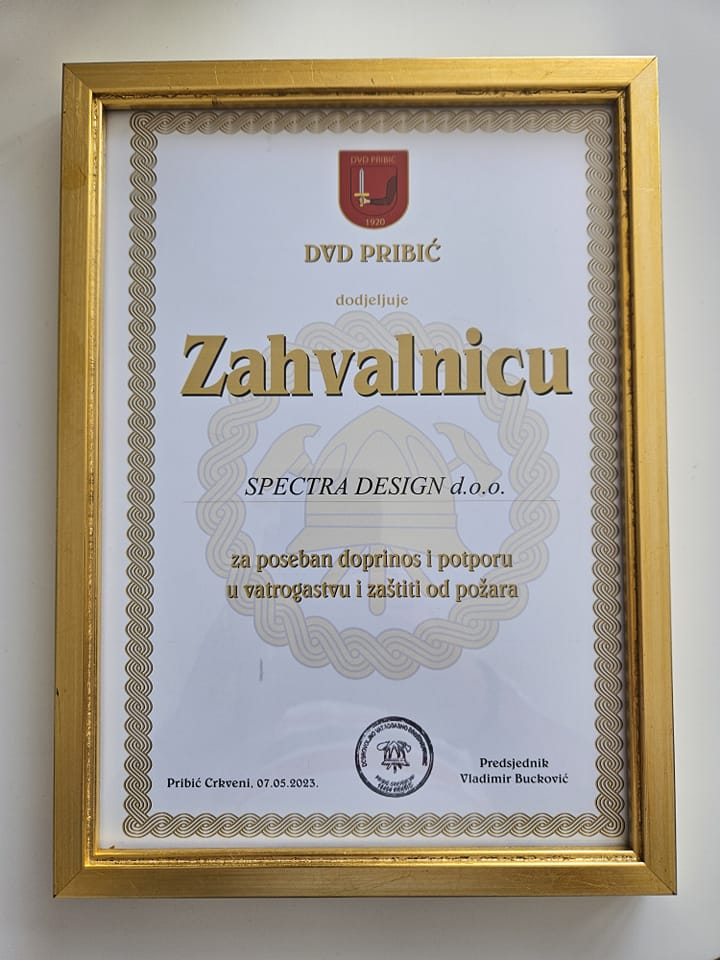 DVD PRIBIĆ
1920
DVD PRIBIĆ
dodjeljuje
Zahvalnicu
SPECTRA DESIGN d.o.o.
za poseban doprinos i potporu
u vatrogastvu i zaštiti od požara
Pribić Crkveni, 07.05.2023.
Predsjednik
Vladimir Bucković